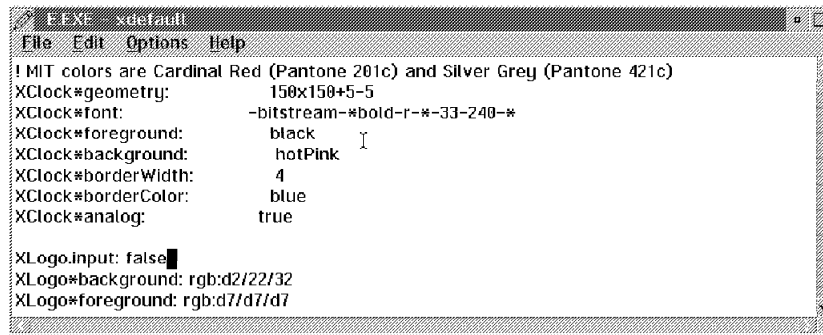 E.EXE - xdefault
File Edit Options Help
! MIT colors are Cardinal Red (Pantone 201c) and Silver Grey (Pantone 421c)
XClock*geometry: 150x150+5-5
XClock*font: -bitstream-*bold-r-*-33-240-*
XClock*foreground: black
XClock*background: hotPink
XClock*borderWidth: 4
XClock*borderColor: blue
XClock*analog: true
XLogo.input: false
XLogo*background: rgb:d2/22/32
XLogo*foreground: rgb:d7/d7/d7